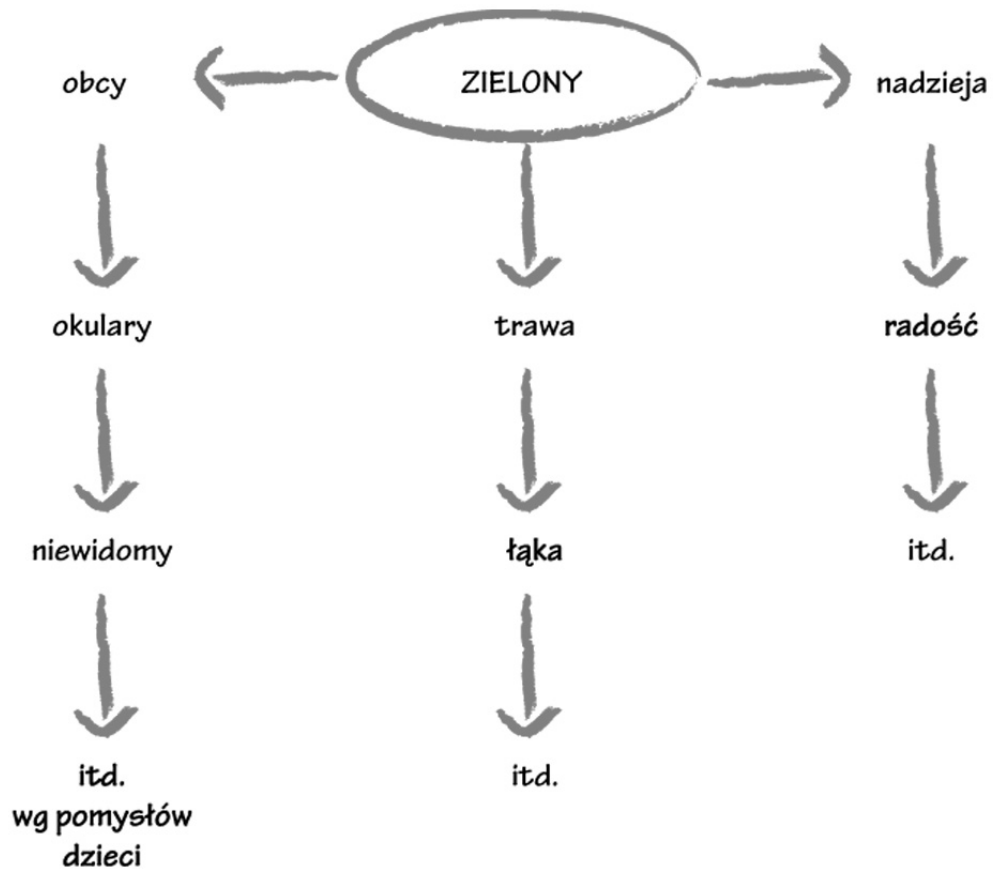 obcy
ZIELONY
nadzieja
okulary
trawa
radość
niewidomy
łąka
itd.
itd.
wg pomysłów
dzieci
itd.